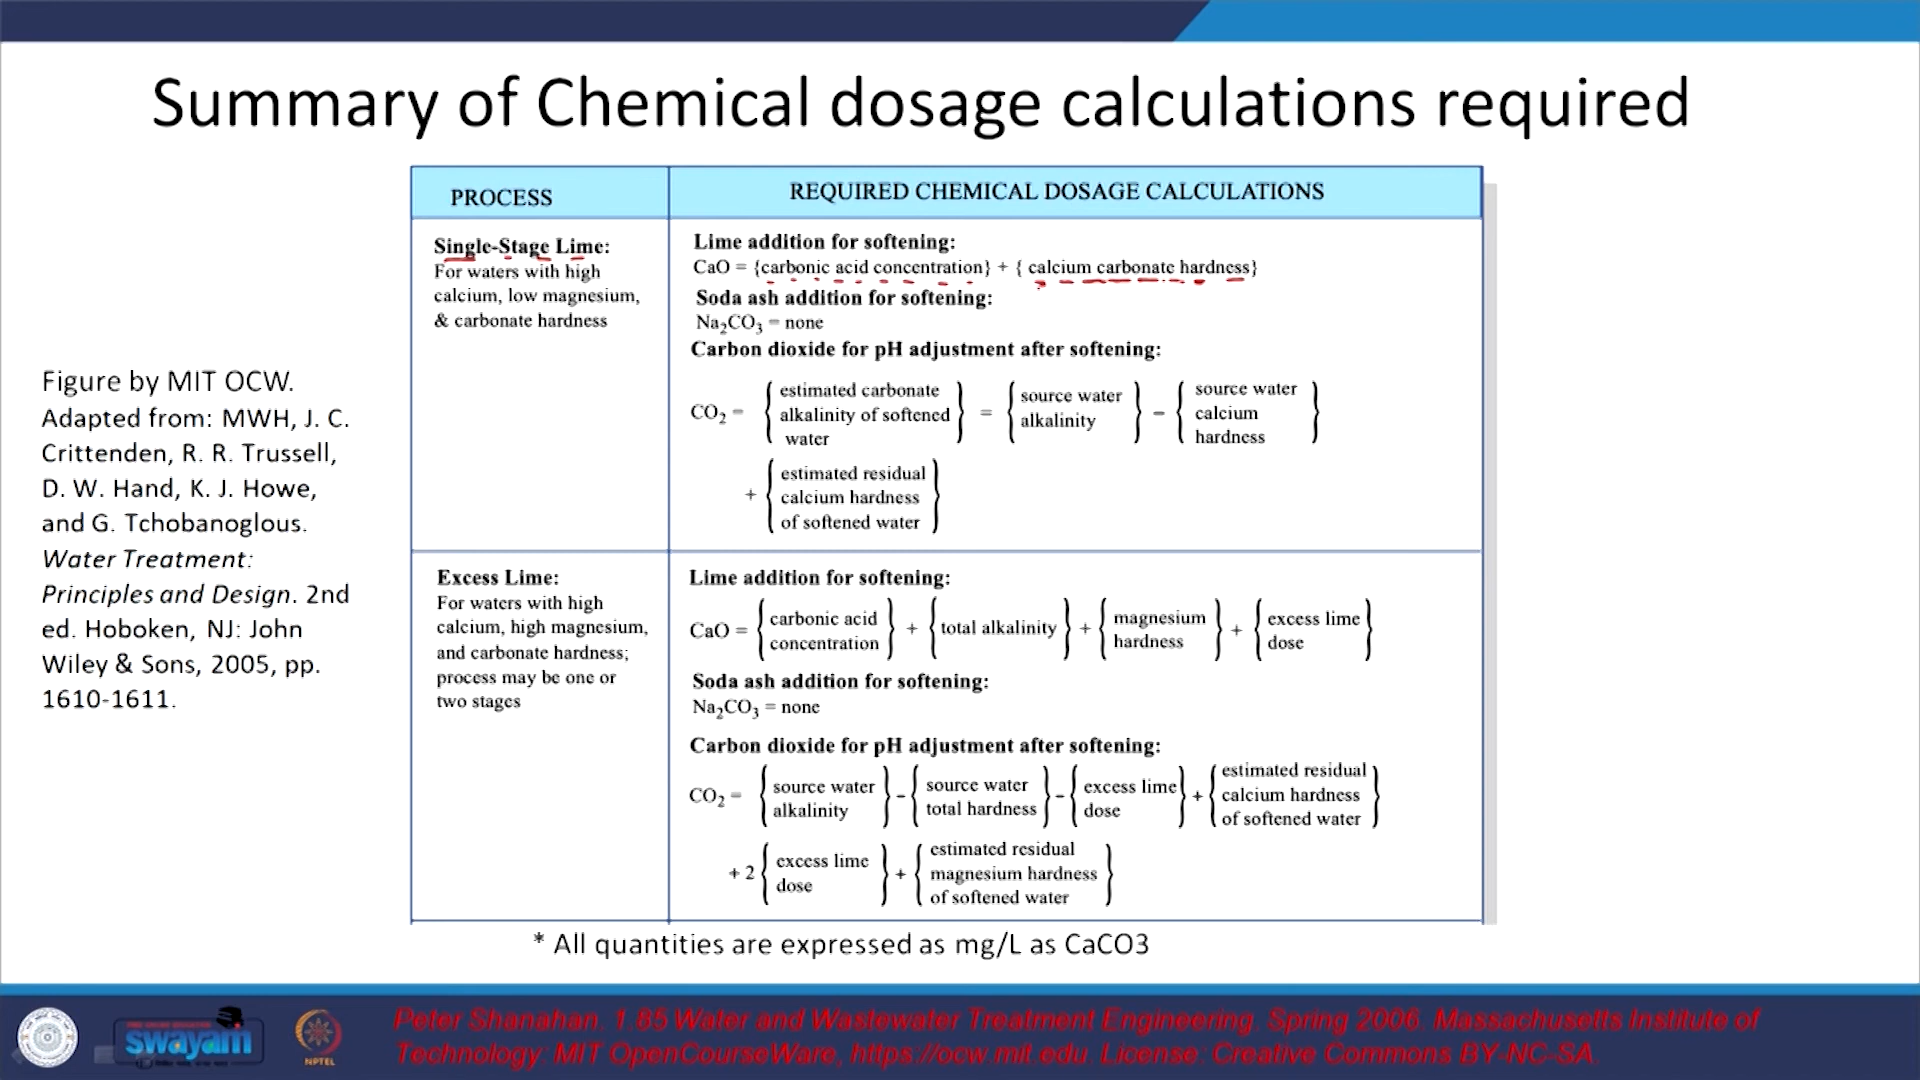 Summary of Chemical dosage calculations required
PROCESS
REQUIRED CHEMICAL DOSAGE CALCULATIONS
Single-Stage Lime:
For waters with high
calcium, low magnesium,
& carbonate hardness
Lime addition for softening:
CaO = {carbonic acid concentration} + { calcium carbonate hardness}
Soda ash addition for softening:
Na₂CO₃ = none
Carbon dioxide for pH adjustment after softening:
CO₂ = { estimated carbonate alkalinity of softened water } = { source water alkalinity } − { source water calcium hardness }
+ { estimated residual calcium hardness of softened water }
Excess Lime:
For waters with high
calcium, high magnesium,
and carbonate hardness;
process may be one or
two stages
Lime addition for softening:
CaO = { carbonic acid concentration } + { total alkalinity } + { magnesium hardness } + { excess lime dose }
Soda ash addition for softening:
Na₂CO₃ = none
Carbon dioxide for pH adjustment after softening:
CO₂ = { source water alkalinity } - { source water total hardness } - { excess lime dose } + { estimated residual calcium hardness of softened water }
+ 2 { excess lime dose } + { estimated residual magnesium hardness of softened water }
Figure by MIT OCW.
Adapted from: MWH, J. C.
Crittenden, R. R. Trussell,
D. W. Hand, K. J. Howe,
and G. Tchobanoglous.
Water Treatment:
Principles and Design. 2nd
ed. Hoboken, NJ: John
Wiley & Sons, 2005, pp.
1610-1611.
* All quantities are expressed as mg/L as CaCO3
swayam
NPTEL
Peter Shanahan. 1.85 Water and Wastewater Treatment Engineering. Spring 2006. Massachusetts Institute of
Technology: MIT OpenCourseWare, https://ocw.mit.edu. License: Creative Commons BY-NC-SA.